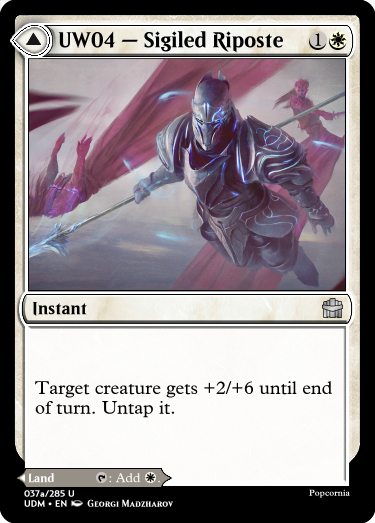 UW04 — Sigiled Riposte 1
Instant
Target creature gets +2/+6 until end
of turn. Untap it.
Land : Add .
037a/285 U Popcornia
UDM • EN Georgi Madzharov